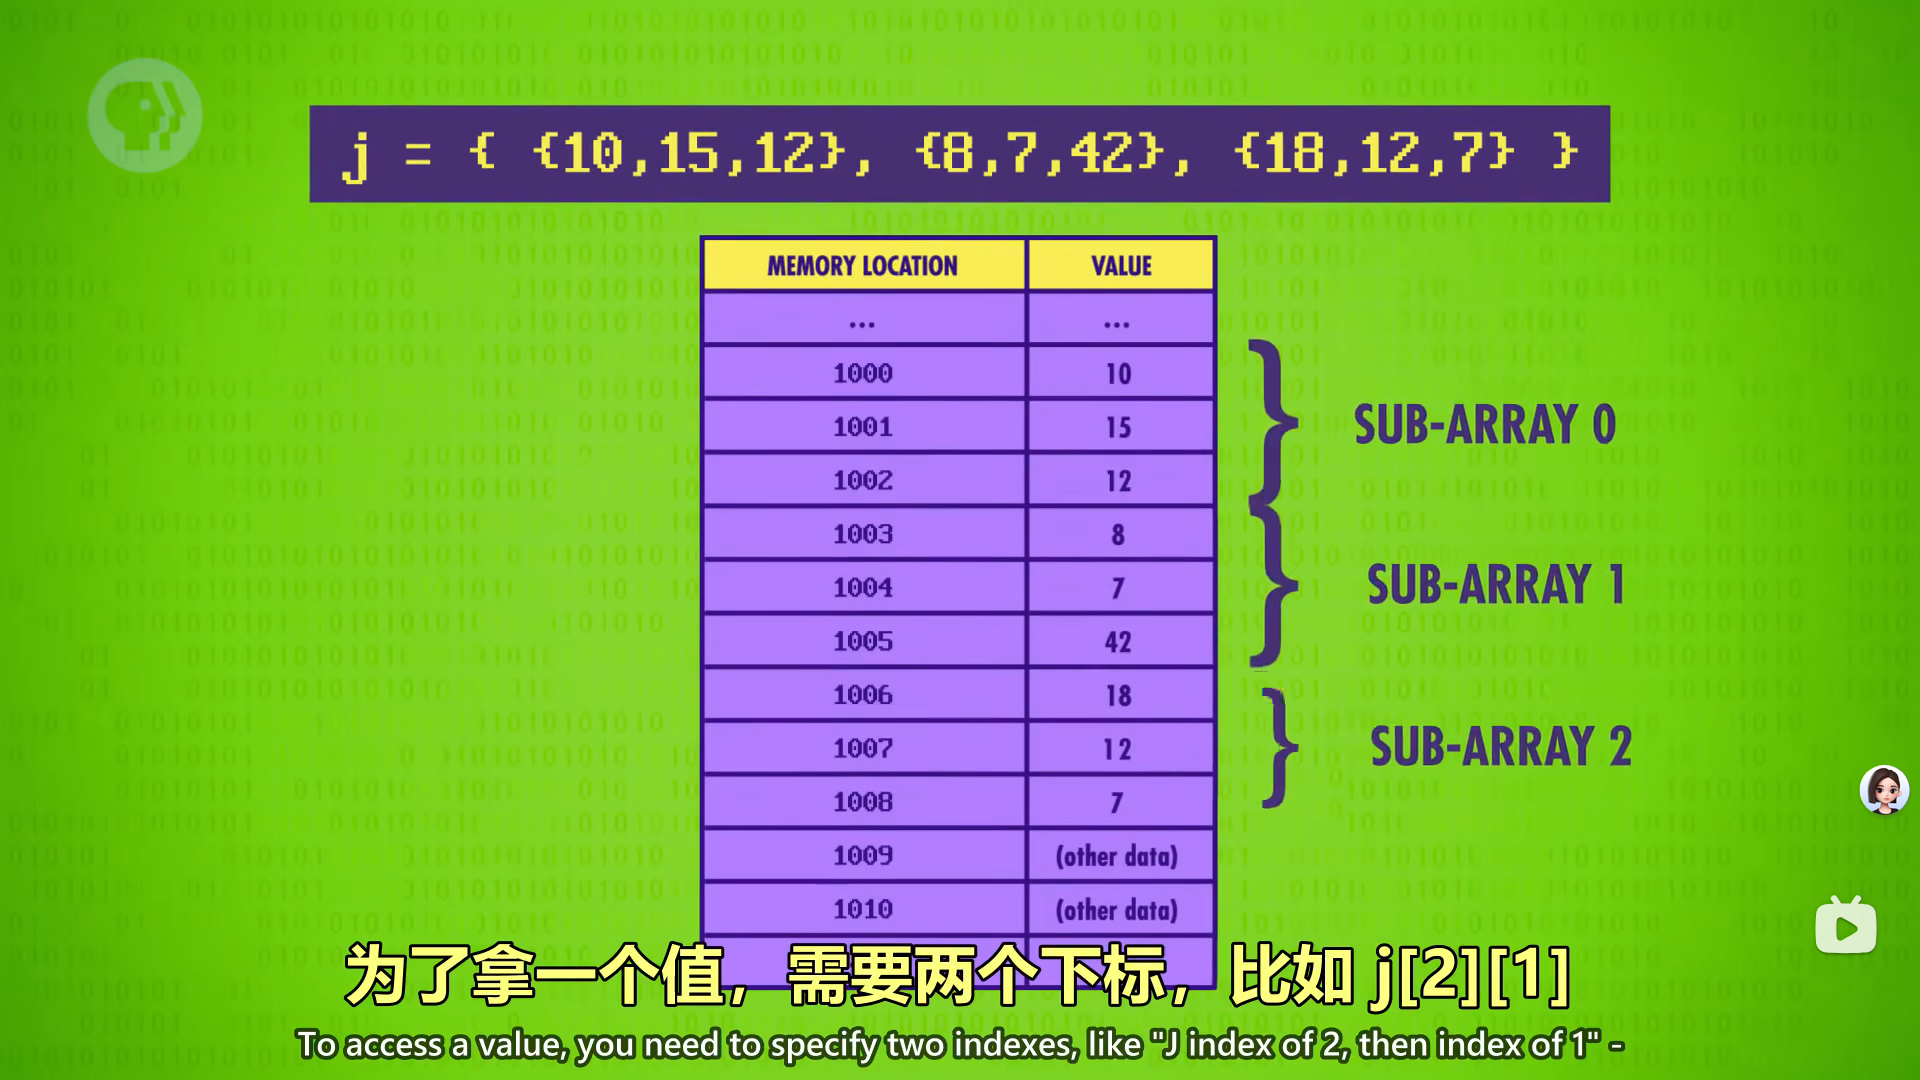 j = { {10,15,12}, {8,7,42}, {18,12,7} }
MEMORY LOCATION VALUE
... ...
1000 10
1001 15
1002 12
SUB-ARRAY 0
1003 8
1004 7
1005 42
SUB-ARRAY 1
1006 18
1007 12
1008 7
SUB-ARRAY 2
1009 (other data)
1010 (other data)
为了拿一个值，需要两个下标，比如 j[2][1]
To access a value, you need to specify two indexes, like "J index of 2, then index of 1" -